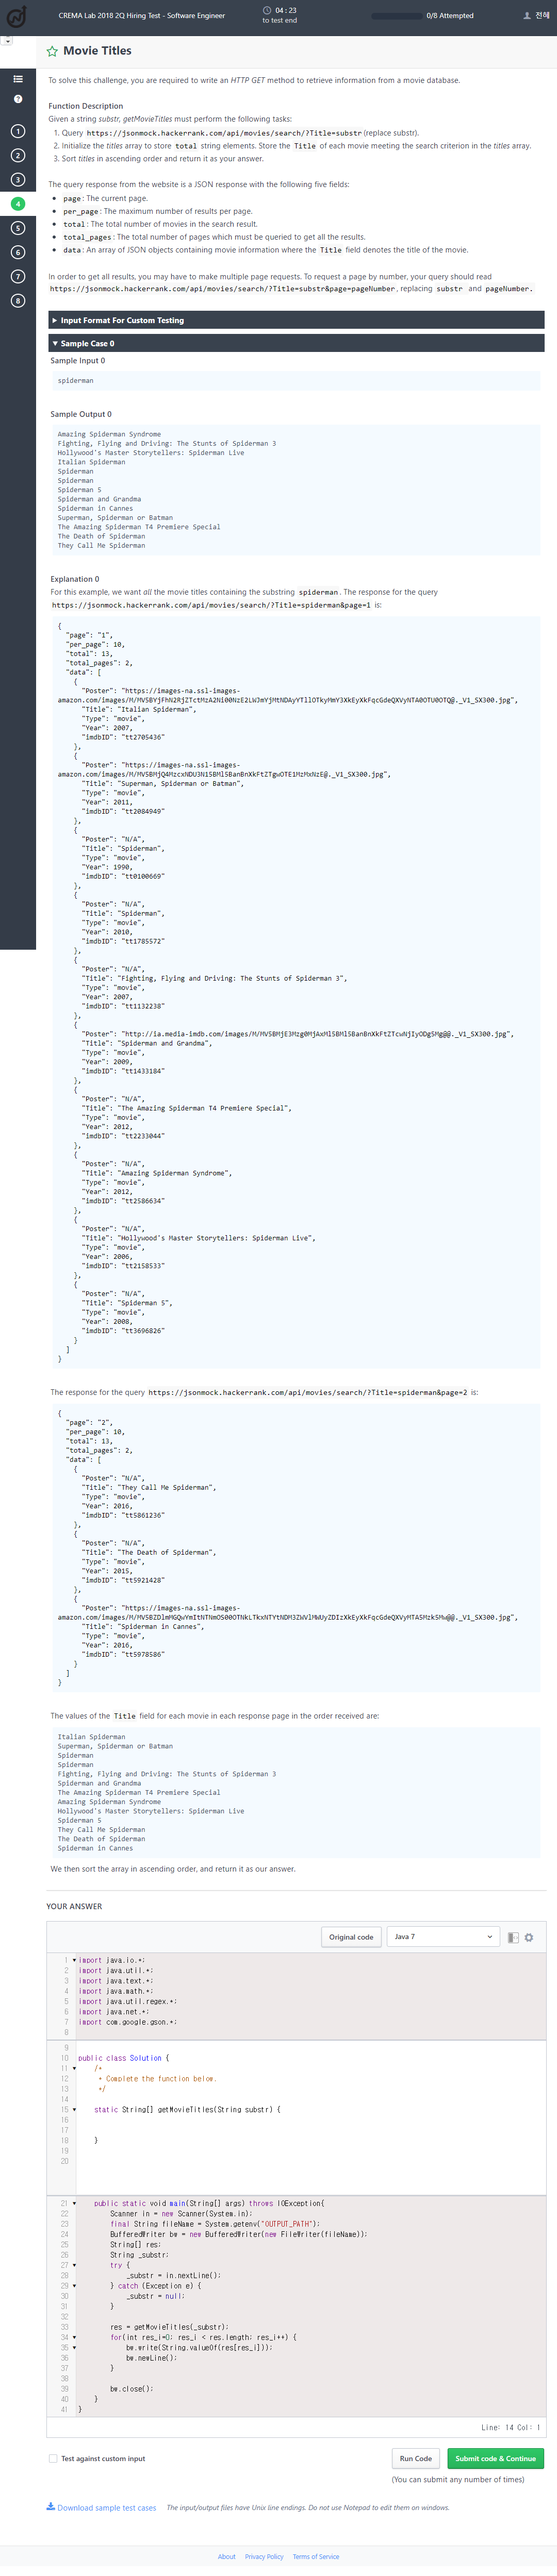 CREMA Lab 2018 2Q Hiring Test - Software Engineer
04 : 23
to test end
0/8 Attempted
전해
Movie Titles
1
2
3
4
5
6
7
8
To solve this challenge, you are required to write an HTTP GET method to retrieve information from a movie database.
Function Description
Given a string substr, getMovieTitles must perform the following tasks:
1. Query https://jsonmock.hackerrank.com/api/movies/search/?Title=substr (replace substr).
2. Initialize the titles array to store total string elements. Store the Title of each movie meeting the search criterion in the titles array.
3. Sort titles in ascending order and return it as your answer.
The query response from the website is a JSON response with the following five fields:
• page : The current page.
• per_page : The maximum number of results per page.
• total : The total number of movies in the search result.
• total_pages : The total number of pages which must be queried to get all the results.
• data : An array of JSON objects containing movie information where the Title field denotes the title of the movie.
In order to get all results, you may have to make multiple page requests. To request a page by number, your query should read
https://jsonmock.hackerrank.com/api/movies/search/?Title=substr&page=pageNumber , replacing substr and pageNumber.
Input Format For Custom Testing
Sample Case 0
Sample Input 0
spiderman
Sample Output 0
Amazing Spiderman Syndrome
Fighting, Flying and Driving: The Stunts of Spiderman 3
Hollywood's Master Storytellers: Spiderman Live
Italian Spiderman
Spiderman
Spiderman
Spiderman 5
Spiderman and Grandma
Spiderman in Cannes
Superman, Spiderman or Batman
The Amazing Spiderman T4 Premiere Special
The Death of Spiderman
They Call Me Spiderman
Explanation 0
For this example, we want all the movie titles containing the substring spiderman . The response for the query
https://jsonmock.hackerrank.com/api/movies/search/?Title=spiderman&page=1 is:
{
"page": "1",
"per_page": 10,
"total": 13,
"total_pages": 2,
"data": [
{
"Poster": "https://images-na.ssl-images-
"Title": "Italian Spiderman",
"Type": "movie",
"Year": 2007,
"imdbID": "tt2705436"
},
{
"Poster": "https://images-na.ssl-images-
"Title": "Superman, Spiderman or Batman",
"Type": "movie",
"Year": 2011,
"imdbID": "tt2084949"
},
{
"Poster": "N/A",
"Title": "Spiderman",
"Type": "movie",
"Year": 1990,
"imdbID": "tt0100669"
},
{
"Poster": "N/A",
"Title": "Spiderman",
"Type": "movie",
"Year": 2010,
"imdbID": "tt1785572"
},
{
"Poster": "N/A",
"Title": "Fighting, Flying and Driving: The Stunts of Spiderman 3",
"Type": "movie",
"Year": 2007,
"imdbID": "tt1132238"
},
{
"Poster":
"Title": "Spiderman and Grandma",
"Type": "movie",
"Year": 2009,
"imdbID": "tt1433184"
},
{
"Poster": "N/A",
"Title": "The Amazing Spiderman T4 Premiere Special",
"Type": "movie",
"Year": 2012,
"imdbID": "tt2233044"
},
{
"Poster": "N/A",
"Title": "Amazing Spiderman Syndrome",
"Type": "movie",
"Year": 2012,
"imdbID": "tt2586634"
},
{
"Poster": "N/A",
"Title": "Hollywood's Master Storytellers: Spiderman Live",
"Type": "movie",
"Year": 2006,
"imdbID": "tt2158533"
},
{
"Poster": "N/A",
"Title": "Spiderman 5",
"Type": "movie",
"Year": 2008,
"imdbID": "tt3696826"
}
]
}
The response for the query https://jsonmock.hackerrank.com/api/movies/search/?Title=spiderman&page=2 is:
{
"page": "2",
"per_page": 10,
"total": 13,
"total_pages": 2,
"data": [
{
"Poster": "N/A",
"Title": "They Call Me Spiderman",
"Type": "movie",
"Year": 2016,
"imdbID": "tt5861236"
},
{
"Poster": "N/A",
"Title": "The Death of Spiderman",
"Type": "movie",
"Year": 2015,
"imdbID": "tt5921428"
},
{
"Poster": "https://images-na.ssl-images-
"Title": "Spiderman in Cannes",
"Type": "movie",
"Year": 2016,
"imdbID": "tt5978586"
}
]
}
The values of the Title field for each movie in each response page in the order received are:
Italian Spiderman
Superman, Spiderman or Batman
Spiderman
Spiderman
Fighting, Flying and Driving: The Stunts of Spiderman 3
Spiderman and Grandma
The Amazing Spiderman T4 Premiere Special
Amazing Spiderman Syndrome
Hollywood's Master Storytellers: Spiderman Live
Spiderman 5
They Call Me Spiderman
The Death of Spiderman
Spiderman in Cannes
We then sort the array in ascending order, and return it as our answer.
YOUR ANSWER
Original code
Java 7
1 import java.io.*;
2 import java.util.*;
3 import java.text.*;
4 import java.math.*;
5 import java.util.regex.*;
6 import java.net.*;
7 import com.google.gson.*;
8
9
10 public class Solution {
11 /*
12 * Complete the function below.
13 */
14
15 static String[] getMovieTitles(String substr) {
16
17
18 }
19
20
21 public static void main(String[] args) throws IOException{
22 Scanner in = new Scanner(System.in);
23 final String fileName = System.getenv("OUTPUT_PATH");
24 BufferedWriter bw = new BufferedWriter(new FileWriter(fileName));
25 String[] res;
26 String _substr;
27 try {
28 _substr = in.nextLine();
29 } catch (Exception e) {
30 _substr = null;
31 }
32
33 res = getMovieTitles(_substr);
34 for(int res_i=0; res_i < res.length; res_i++) {
35 bw.write(String.valueOf(res[res_i]));
36 bw.newLine();
37 }
38
39 bw.close();
40 }
41 }
Line: 14 Col: 1
Test against custom input
Run Code
Submit code & Continue
(You can submit any number of times)
Download sample test cases
The input/output files have Unix line endings. Do not use Notepad to edit them on windows.
About
Privacy Policy
Terms of Service